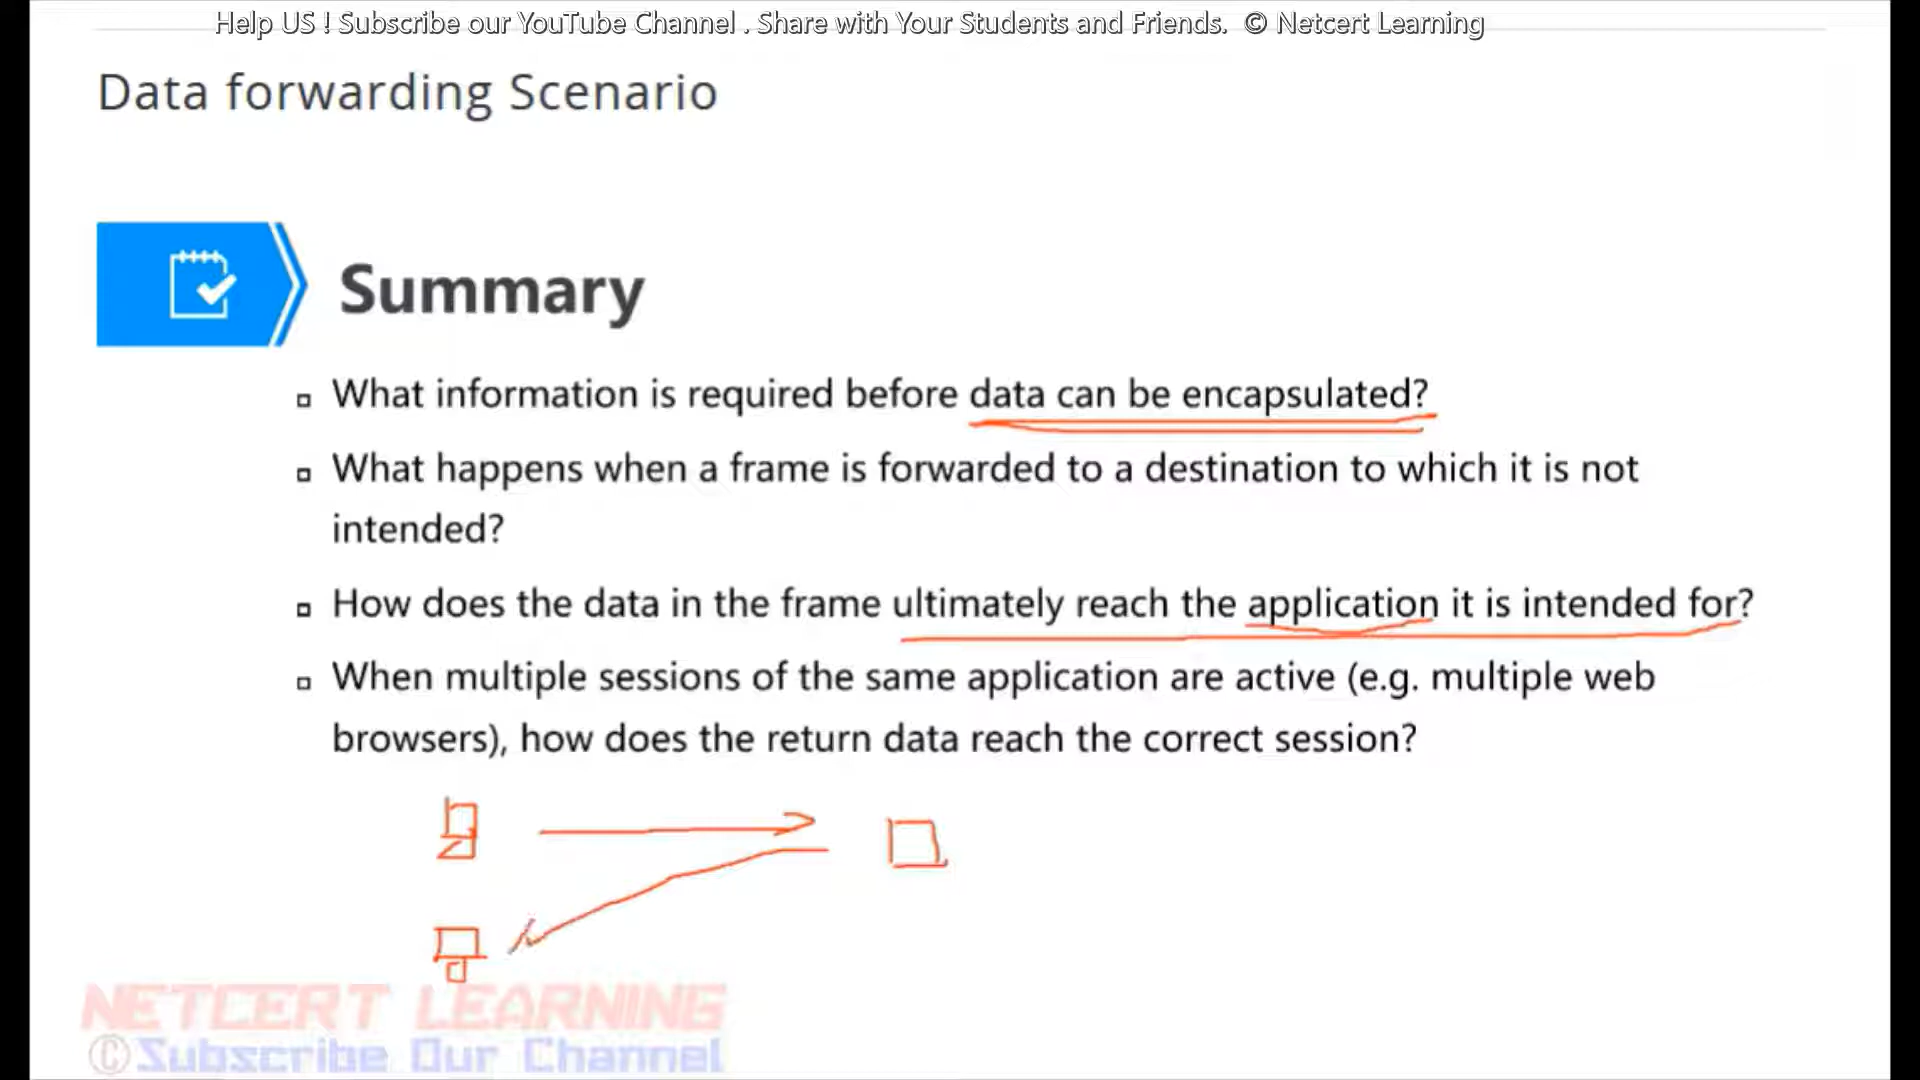 Help US ! Subscribe our YouTube Channel . Share with Your Students and Friends. © Netcert Learning
Data forwarding Scenario
Summary
What information is required before data can be encapsulated?
What happens when a frame is forwarded to a destination to which it is not
intended?
How does the data in the frame ultimately reach the application it is intended for?
When multiple sessions of the same application are active (e.g. multiple web
browsers), how does the return data reach the correct session?
NETCERT LEARNING
©Subscribe Our Channel